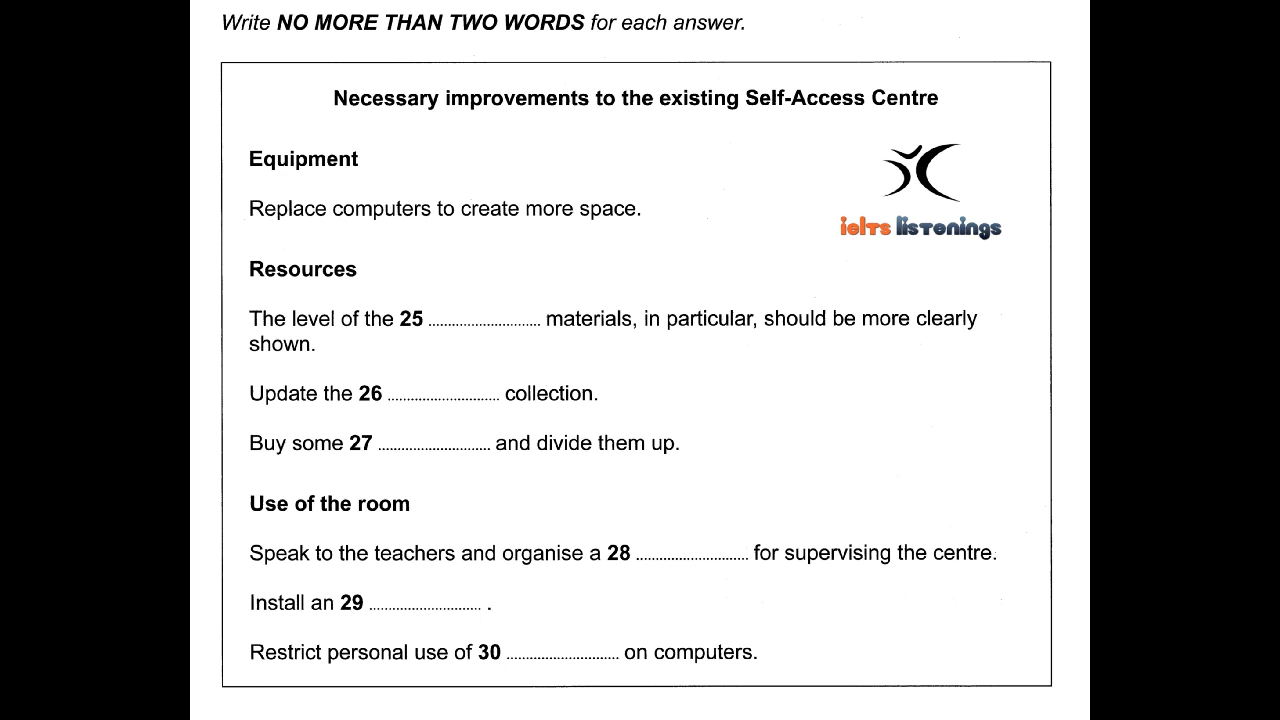 Write NO MORE THAN TWO WORDS for each answer.
Necessary improvements to the existing Self-Access Centre
Equipment
Replace computers to create more space.
ielts listenings
Resources
The level of the 25 ........................... materials, in particular, should be more clearly
shown.
Update the 26 ........................... collection.
Buy some 27 ........................... and divide them up.
Use of the room
Speak to the teachers and organise a 28 ........................... for supervising the centre.
Install an 29 ........................... .
Restrict personal use of 30 ........................... on computers.